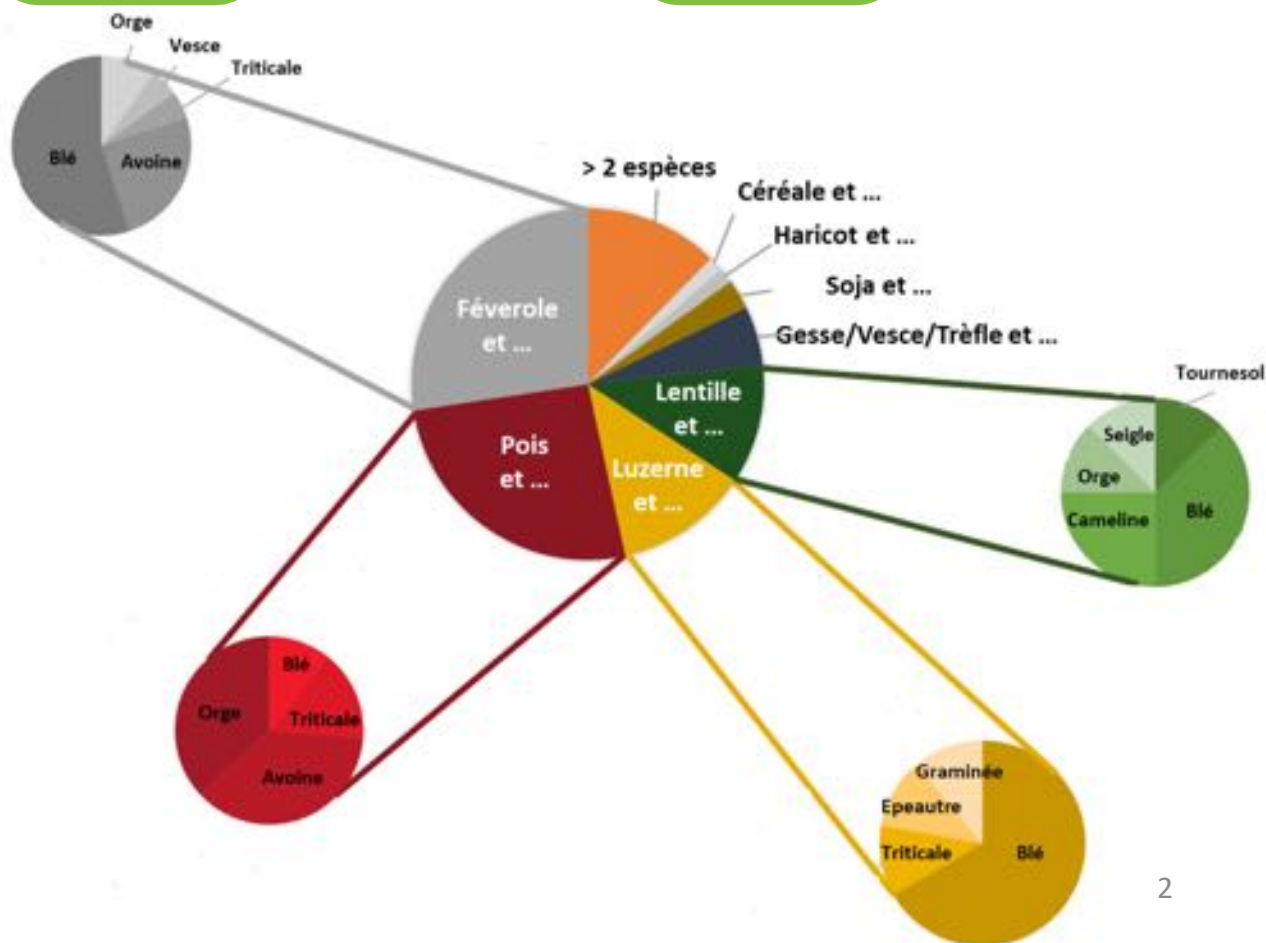 Orge
Vesce
Triticale
Blé
Avoine
> 2 espèces
Céréale et ...
Haricot et ...
Soja et ...
Gesse/Vesce/Trèfle et ...
Féverole
et ...
Lentille
et ...
Pois
et ...
Luzerne
et ...
Tournesol
Seigle
Orge
Cameline
Blé
Blé
Orge
Triticale
Avoine
Graminée
Epeautre
Triticale
Blé
2